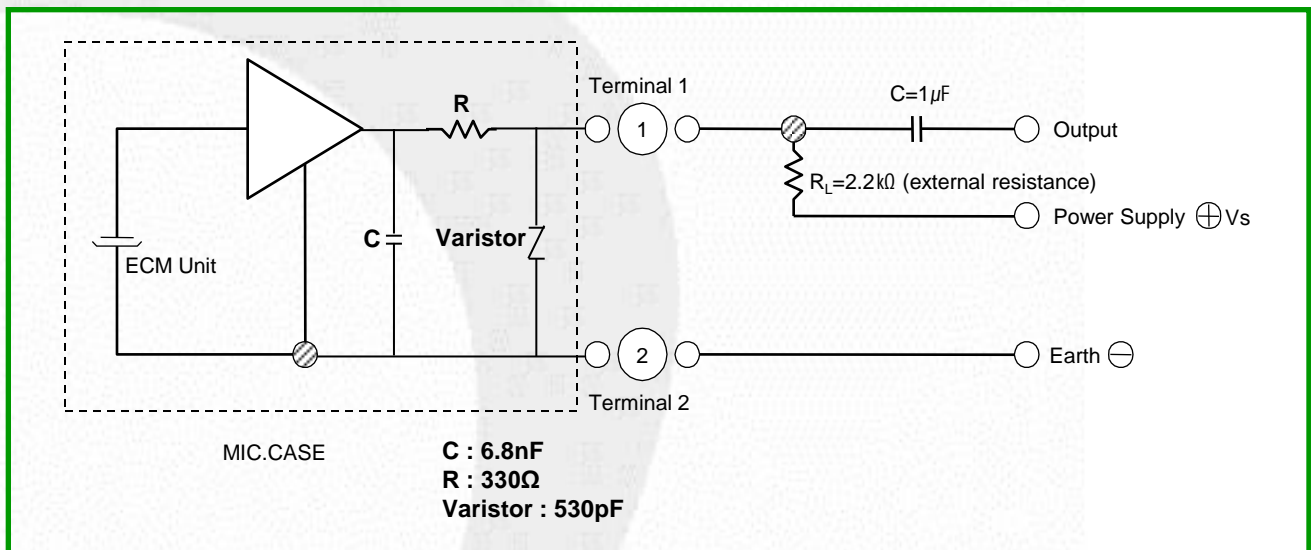 Terminal 1
C=1㎌
R
1
Output
RL=2.2㏀ (external resistance)
Power Supply ⊕Vs
C
Varistor
ECM Unit
2
Earth ⊖
Terminal 2
MIC.CASE
C : 6.8nF
R : 330Ω
Varistor : 530pF